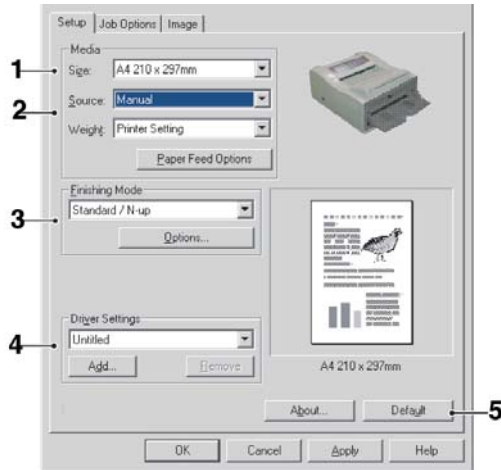 Setup Job Options Image
Media
1 Size: A4 210 x 297mm
2 Source: Manual
Weight: Printer Setting
Paper Feed Options
Finishing Mode
3 Standard / N-up
Options...
Driver Settings
4 Untitled
Add... Remove
A4 210 x 297mm
About... Default 5
OK Cancel Apply Help